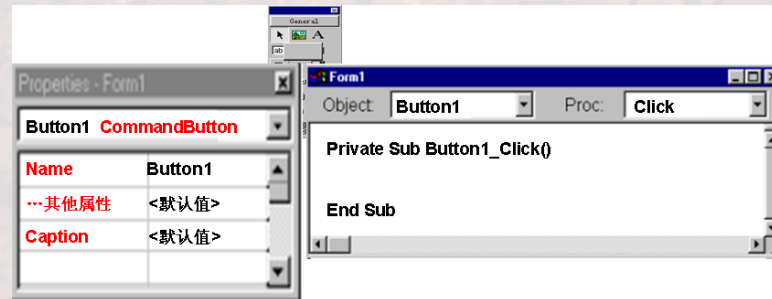 General
A
ab
Properties - Form1
Button1 CommandButton
Name Button1
…其他属性 <默认值>
Caption <默认值>
Form1
Object: Button1 Proc: Click
Private Sub Button1_Click()
End Sub